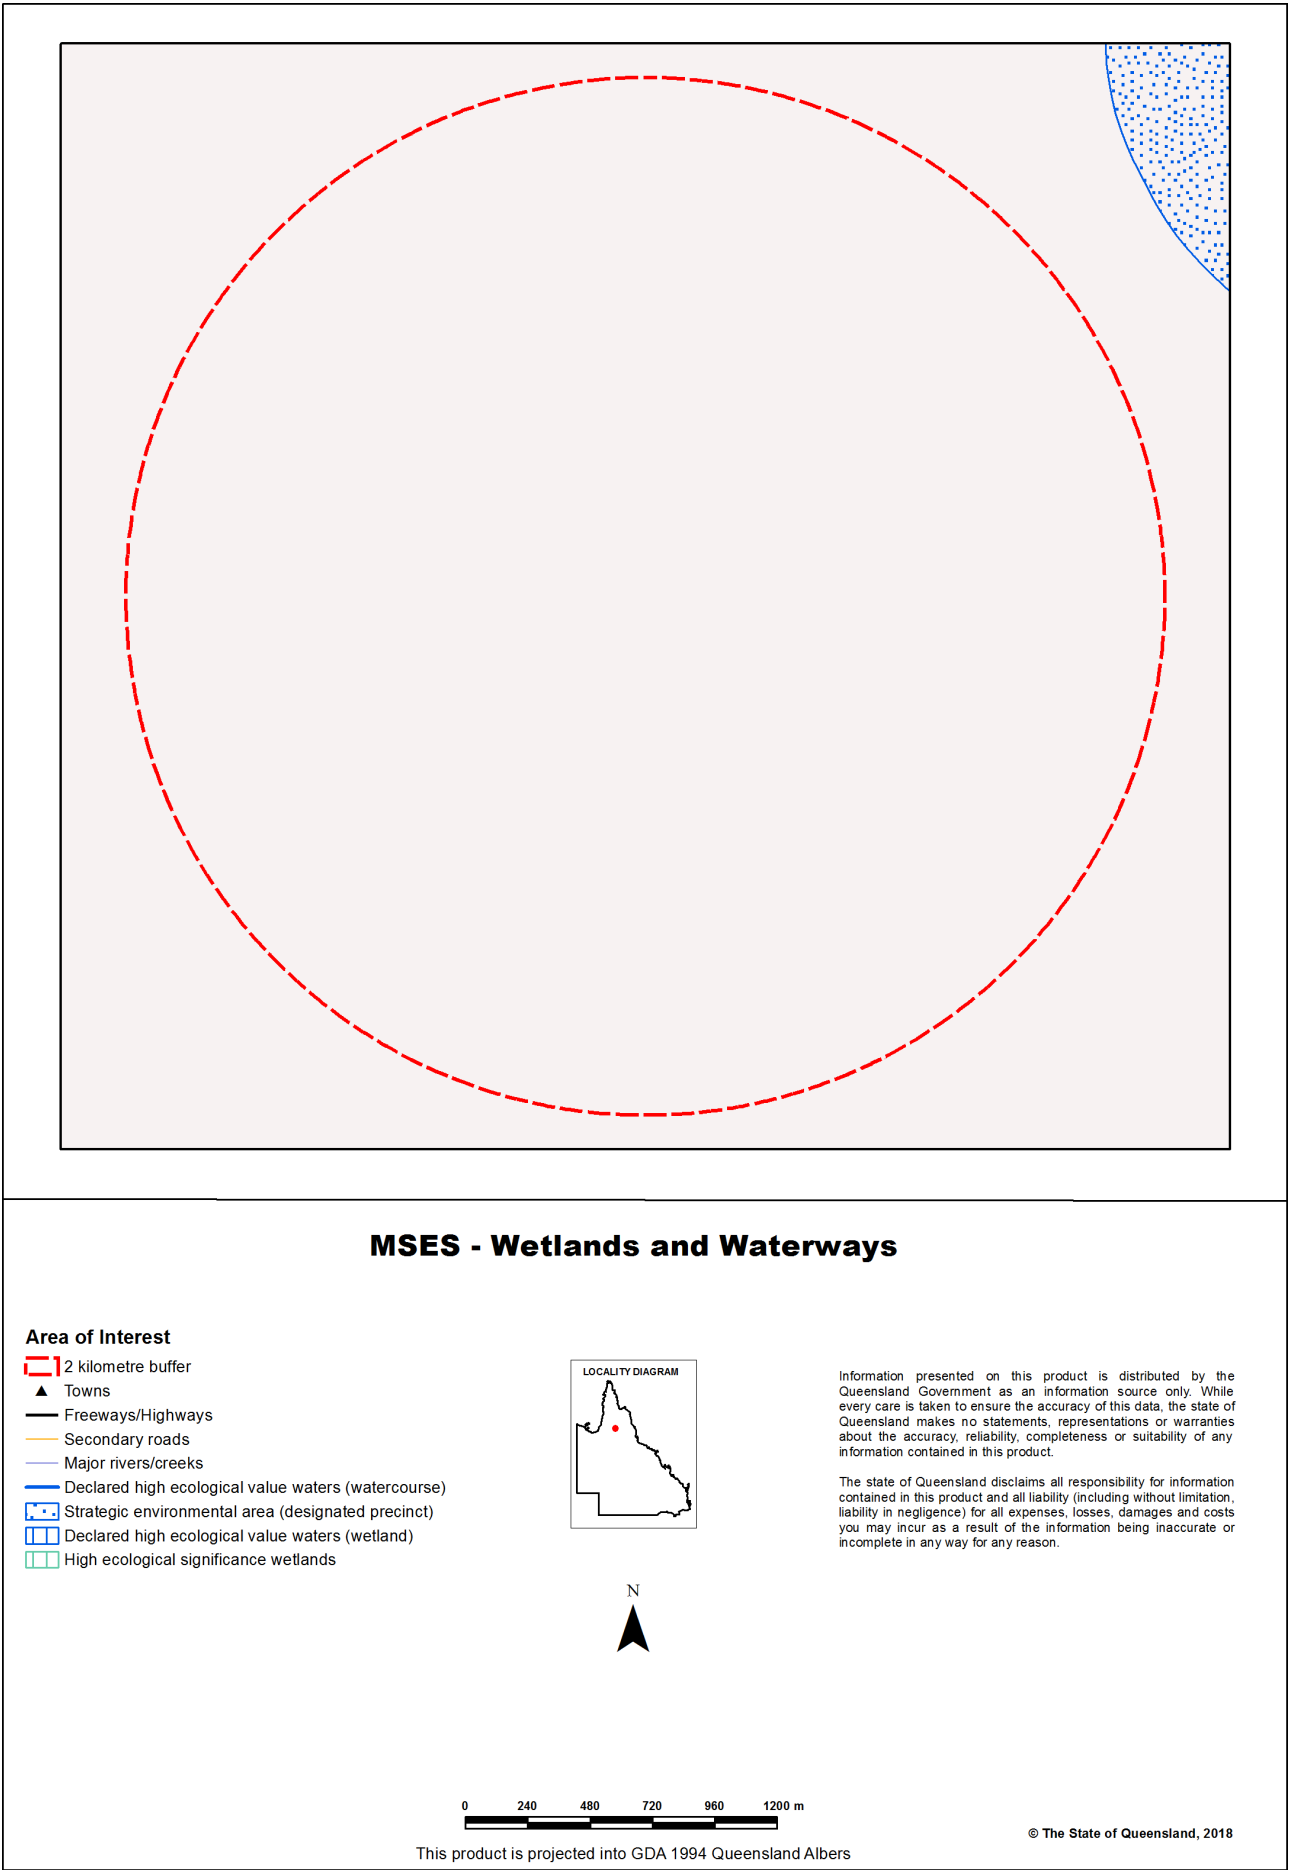 MSES - Wetlands and Waterways
Area of Interest
2 kilometre buffer
Towns
Freeways/Highways
Secondary roads
Major rivers/creeks
Declared high ecological value waters (watercourse)
Strategic environmental area (designated precinct)
Declared high ecological value waters (wetland)
High ecological significance wetlands
LOCALITY DIAGRAM
N
Information presented on this product is distributed by the
Queensland Government as an information source only. While
every care is taken to ensure the accuracy of this data, the state of
Queensland makes no statements, representations or warranties
about the accuracy, reliability, completeness or suitability of any
information contained in this product.
The state of Queensland disclaims all responsibility for information
contained in this product and all liability (including without limitation,
liability in negligence) for all expenses, losses, damages and costs
you may incur as a result of the information being inaccurate or
incomplete in any way for any reason.
0 240 480 720 960 1200 m
This product is projected into GDA 1994 Queensland Albers
© The State of Queensland, 2018